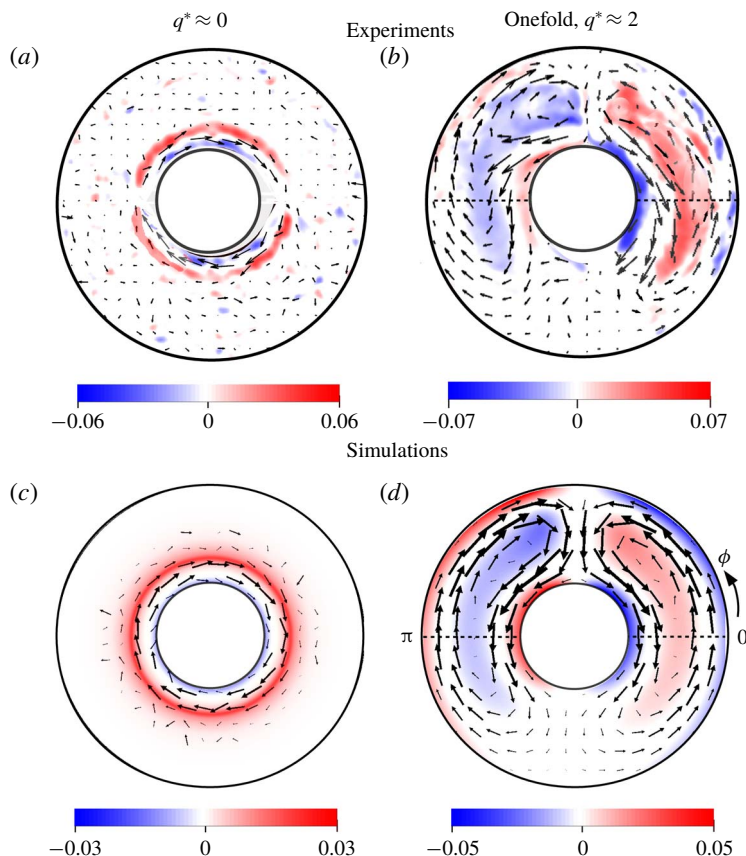 q* ≈ 0
Onefold, q* ≈ 2
Experiments
(a)
(b)
−0.06 0 0.06
−0.07 0 0.07
Simulations
(c)
(d)
ϕ
π
0
−0.03 0 0.03
−0.05 0 0.05